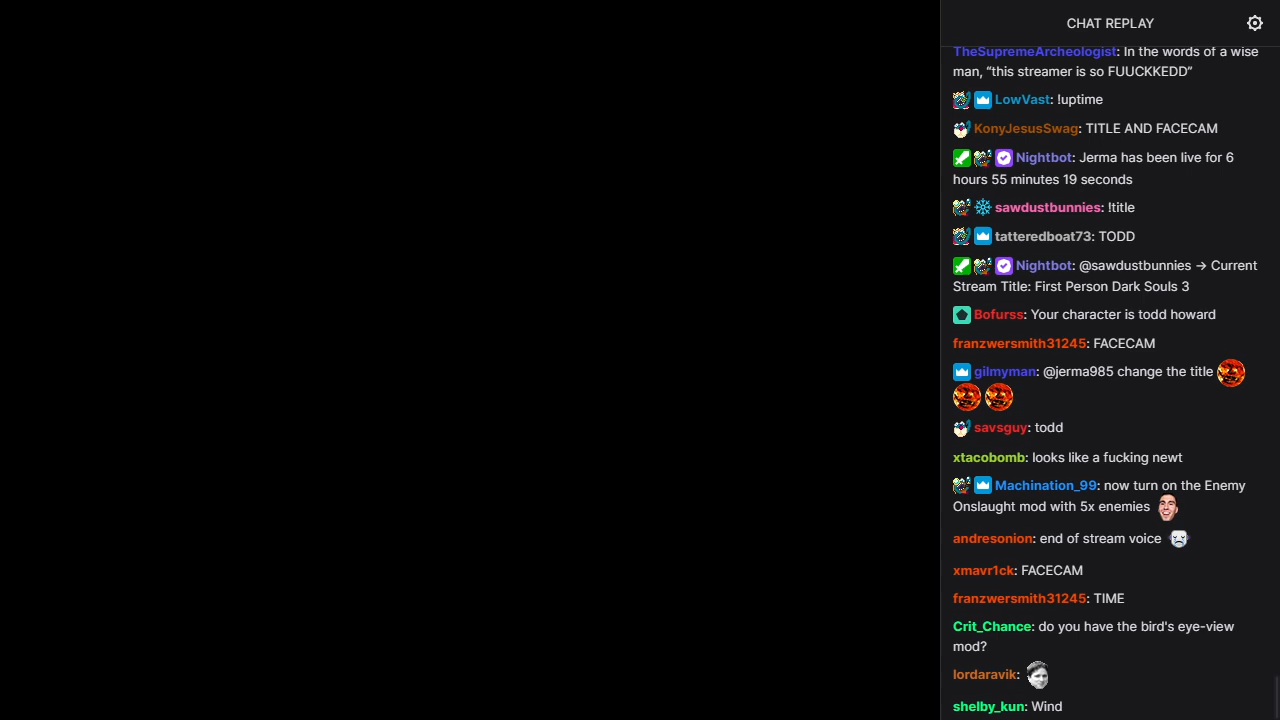 CHAT REPLAY
TheSupremeArcheologist: In the words of a wise
man, “this streamer is so FUUCKKEDD”
LowVast: !uptime
KonyJesusSwag: TITLE AND FACECAM
Nightbot: Jerma has been live for 6
hours 55 minutes 19 seconds
sawdustbunnies: !title
tatteredboat73: TODD
Nightbot: @sawdustbunnies -> Current
Stream Title: First Person Dark Souls 3
Bofurss: Your character is todd howard
franzwersmith31245: FACECAM
gilmyman: @jerma985 change the title
savsguy: todd
xtacobomb: looks like a fucking newt
Machination_99: now turn on the Enemy
Onslaught mod with 5x enemies
andresonion: end of stream voice
xmavr1ck: FACECAM
franzwersmith31245: TIME
Crit_Chance: do you have the bird's eye-view
mod?
lordaravik:
shelby_kun: Wind